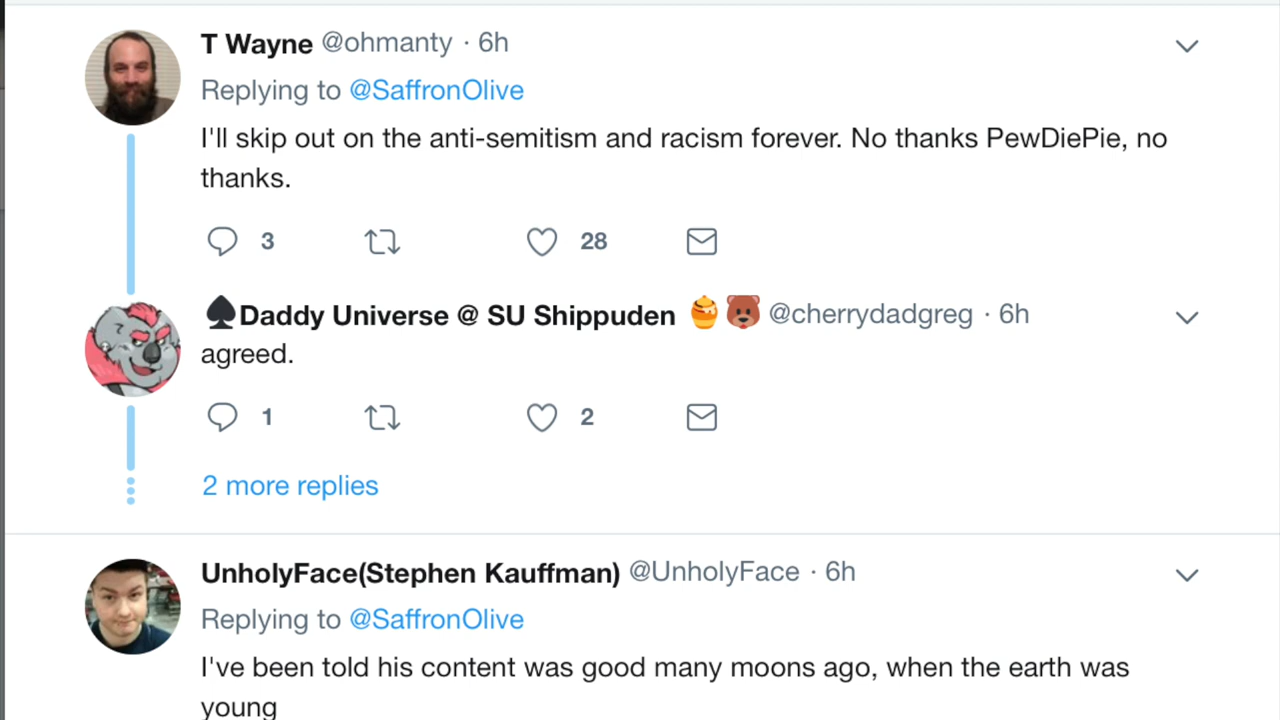 T Wayne @ohmanty · 6h
Replying to @SaffronOlive
I'll skip out on the anti-semitism and racism forever. No thanks PewDiePie, no
thanks.
3 28
♠Daddy Universe @ SU Shippuden 🍯🐻 @cherrydadgreg · 6h
agreed.
1 2
2 more replies
UnholyFace(Stephen Kauffman) @UnholyFace · 6h
Replying to @SaffronOlive
I've been told his content was good many moons ago, when the earth was
young